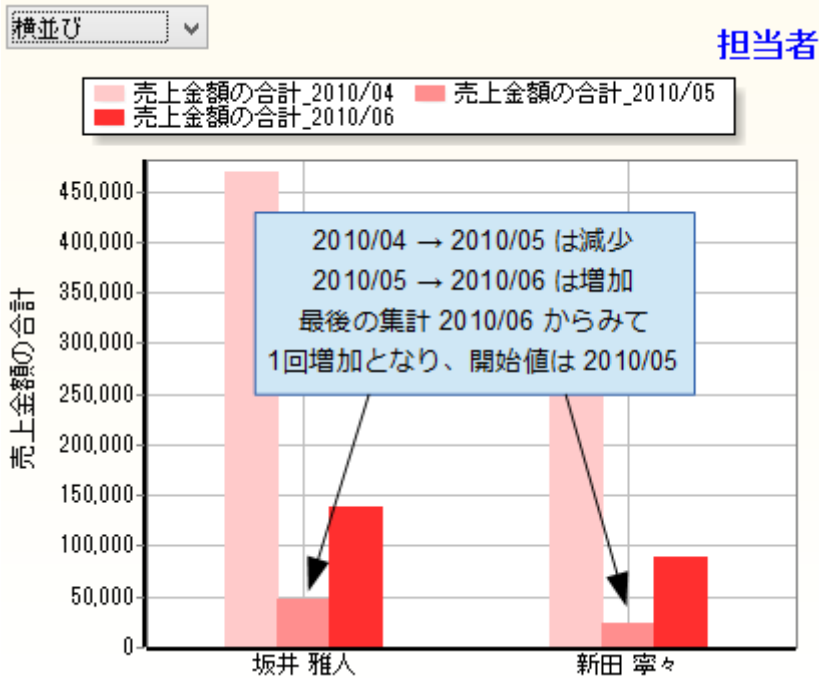 横並び
担当者
売上金額の合計_2010/04 売上金額の合計_2010/05
売上金額の合計_2010/06
売上金額の合計
450,000
400,000
350,000
300,000
250,000
200,000
150,000
100,000
50,000
0
2010/04 → 2010/05 は減少
2010/05 → 2010/06 は増加
最後の集計 2010/06 からみて
1回増加となり、開始値は 2010/05
坂井 雅人 新田 寧々